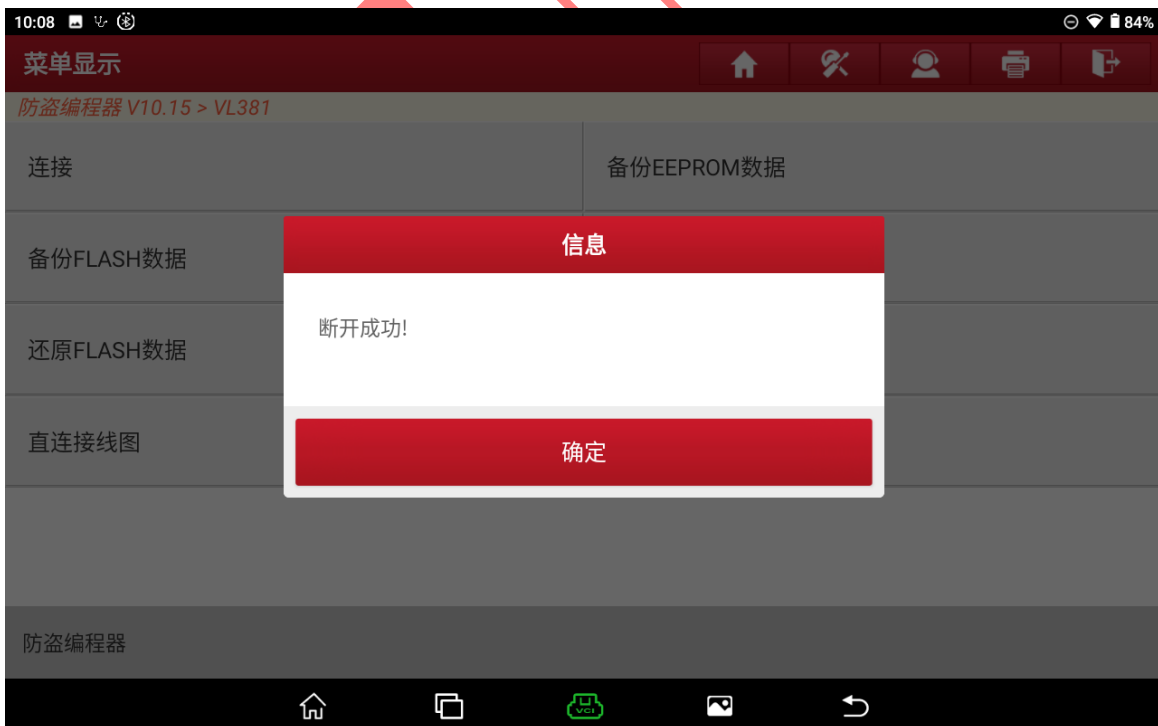 10:08
84%
菜单显示
防盗编程器 V10.15 > VL381
连接
备份EEPROM数据
备份FLASH数据
信息
断开成功!
还原FLASH数据
直连接线图
确定
防盗编程器
VCI